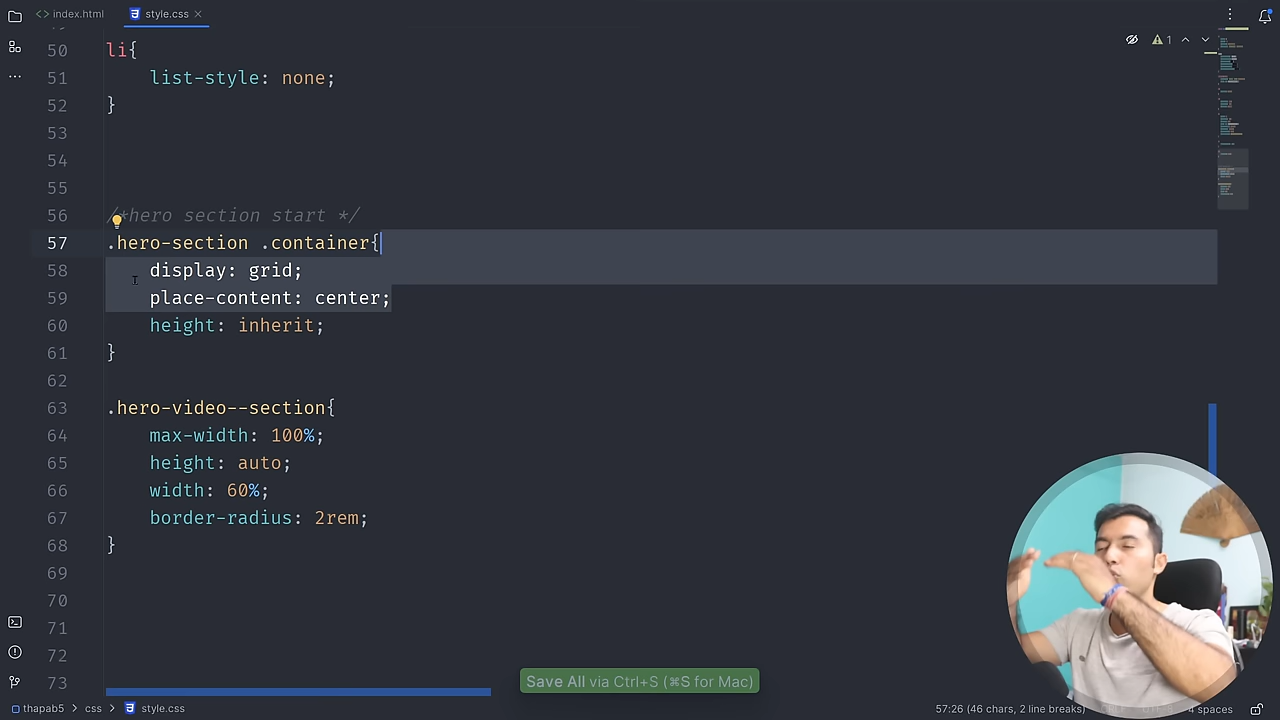 index.html
style.css
50 li{
51 list-style: none;
52 }
53
54
55
56 /*hero section start */
57 .hero-section .container{
58 display: grid;
59 place-content: center;
60 height: inherit;
61 }
62
63 .hero-video--section{
64 max-width: 100%;
65 height: auto;
66 width: 60%;
67 border-radius: 2rem;
68 }
69
70
71
72
73
1
Save All via Ctrl+S (⌘S for Mac)
thapab5 > css > style.css
57:26 (46 chars, 2 line breaks)
4 spaces